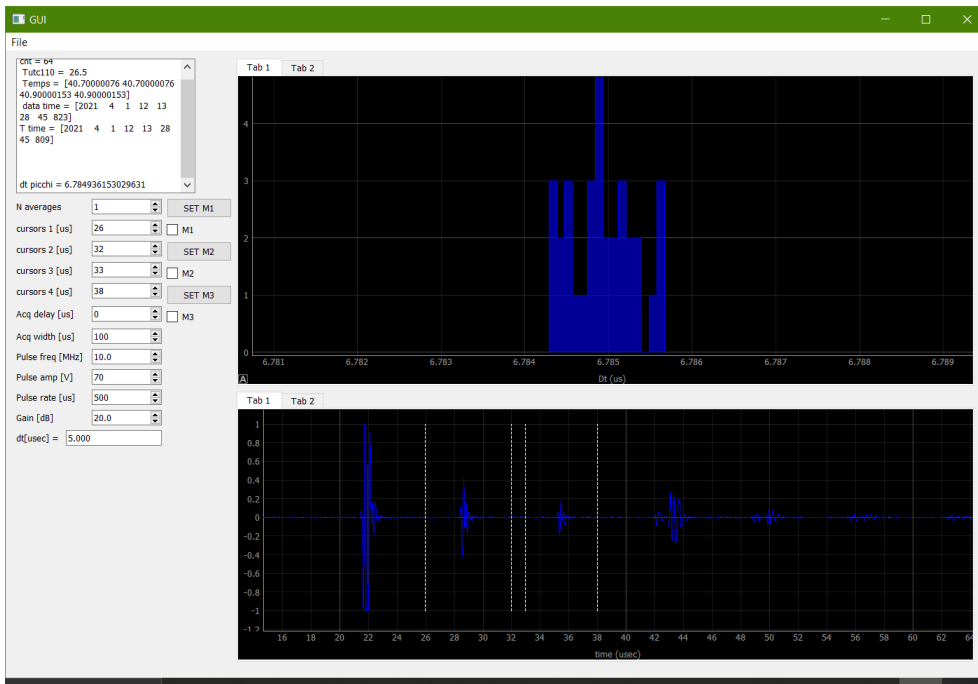 GUI
File
cnt = 64
Tutc110 = 26.5
Temps = [40.70000076 40.70000076
40.90000153 40.90000153]
data time = [2021 4 1 12 13
28 45 823]
T time = [2021 4 1 12 13 28
45 809]
dt picchi = 6.784936153029631
N averages 1 SET M1
cursors 1 [us] 26 M1
cursors 2 [us] 32 SET M2
cursors 3 [us] 33 M2
cursors 4 [us] 38 SET M3
Acq delay [us] 0 M3
Acq width [us] 100
Pulse freq [MHz] 10.0
Pulse amp [V] 70
Pulse rate [us] 500
Gain [dB] 20.0
dt[usec] = 5.000
Tab 1 Tab 2
4
3
2
1
0
6.781 6.782 6.783 6.784 6.785 6.786 6.787 6.788 6.789
A Dt (us)
Tab 1 Tab 2
1
0.8
0.6
0.4
0.2
0
-0.2
-0.4
-0.6
-0.8
-1
-1.2
16 18 20 22 24 26 28 30 32 34 36 38 40 42 44 46 48 50 52 54 56 58 60 62 64
time (usec)